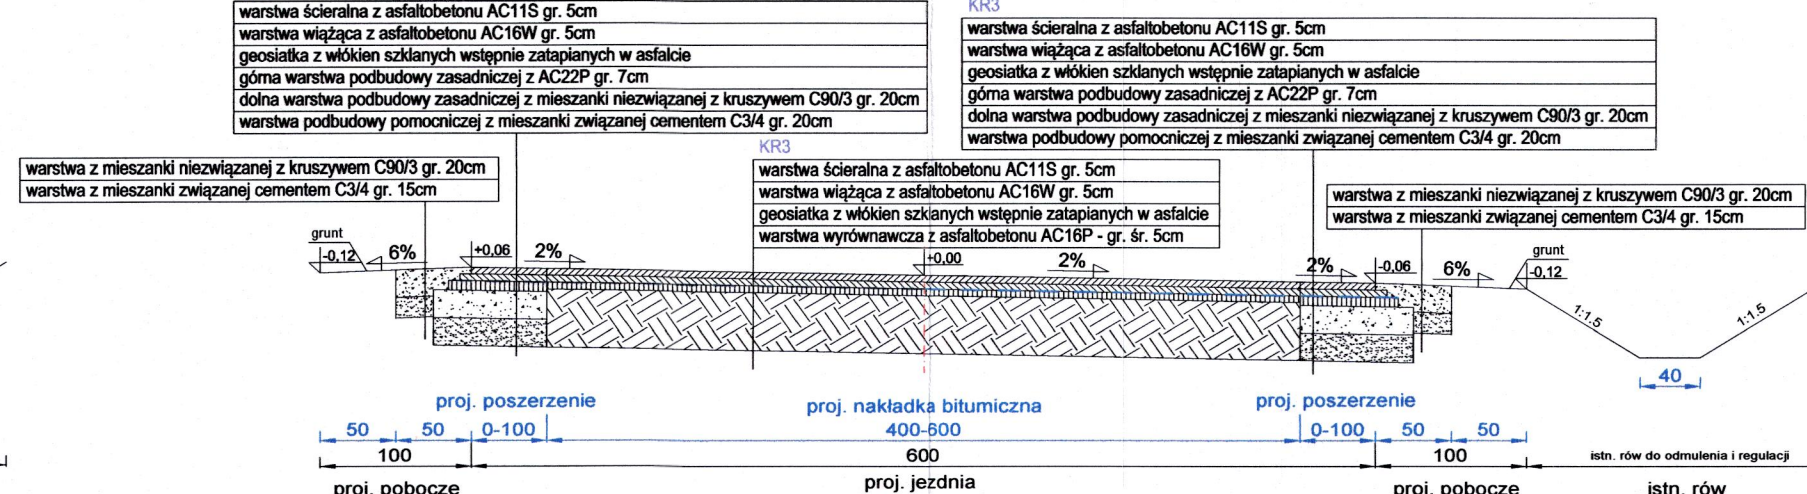 warstwa ścieralna z asfaltobetonu AC11S gr. 5cm
warstwa wiążąca z asfaltobetonu AC16W gr. 5cm
geosiatka z włókien szklanych wstępnie zatapianych w asfalcie
górna warstwa podbudowy zasadniczej z AC22P gr. 7cm
dolna warstwa podbudowy zasadniczej z mieszanki niezwiązanej z kruszywem C90/3 gr. 20cm
warstwa podbudowy pomocniczej z mieszanki związanej cementem C3/4 gr. 20cm
KR3
warstwa ścieralna z asfaltobetonu AC11S gr. 5cm
warstwa wiążąca z asfaltobetonu AC16W gr. 5cm
geosiatka z włókien szklanych wstępnie zatapianych w asfalcie
górna warstwa podbudowy zasadniczej z AC22P gr. 7cm
dolna warstwa podbudowy zasadniczej z mieszanki niezwiązanej z kruszywem C90/3 gr. 20cm
warstwa podbudowy pomocniczej z mieszanki związanej cementem C3/4 gr. 20cm
warstwa z mieszanki niezwiązanej z kruszywem C90/3 gr. 20cm
warstwa z mieszanki związanej cementem C3/4 gr. 15cm
KR3
warstwa ścieralna z asfaltobetonu AC11S gr. 5cm
warstwa wiążąca z asfaltobetonu AC16W gr. 5cm
geosiatka z włókien szklanych wstępnie zatapianych w asfalcie
warstwa wyrównawcza z asfaltobetonu AC16P - gr. śr. 5cm
warstwa z mieszanki niezwiązanej z kruszywem C90/3 gr. 20cm
warstwa z mieszanki związanej cementem C3/4 gr. 15cm
grunt
-0,12
6%
+0,06
2%
+0,00
2%
2%
-0,06
6%
grunt
-0,12
1:1.5
1:1.5
40
proj. poszerzenie
proj. nakładka bitumiczna
proj. poszerzenie
50 50 0-100 400-600 0-100 50 50
100 600 100
istn. rów do odmulenia i regulacji
proj. pobocze
proj. jezdnia
proj. pobocze
istn. rów